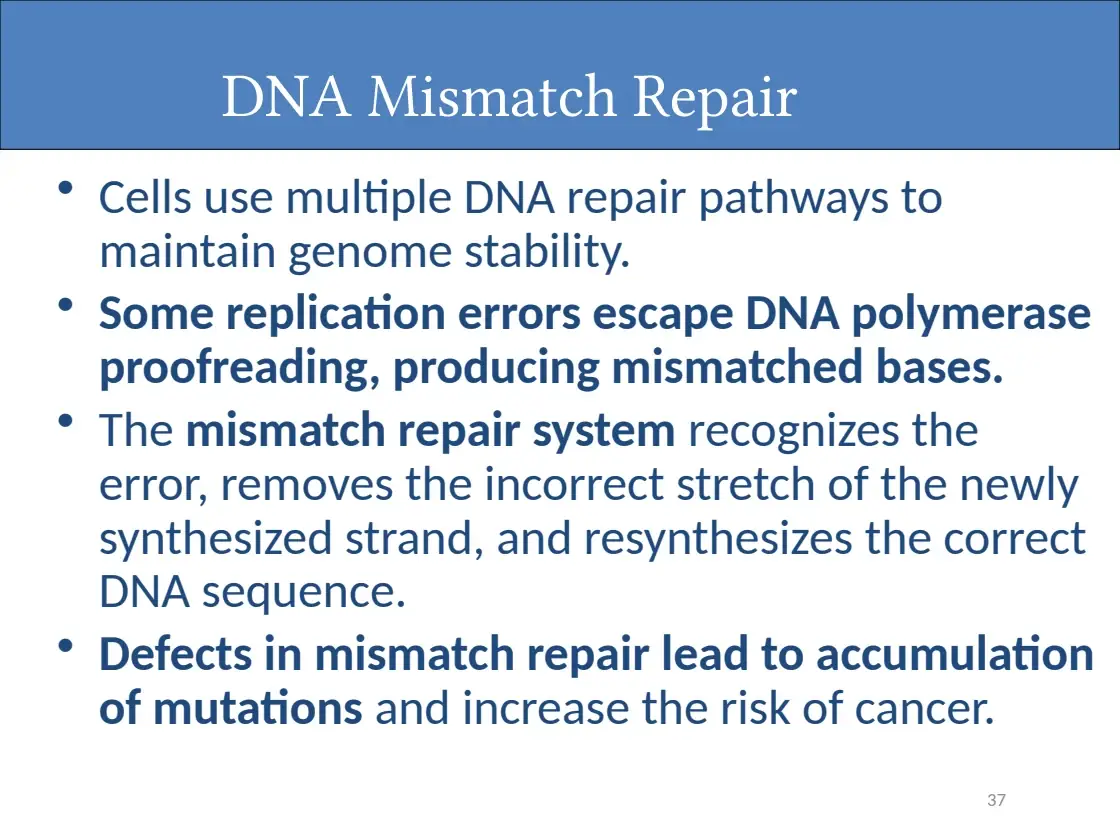 DNA Mismatch Repair
• Cells use multiple DNA repair pathways to
maintain genome stability.
• Some replication errors escape DNA polymerase
proofreading, producing mismatched bases.
• The mismatch repair system recognizes the
error, removes the incorrect stretch of the newly
synthesized strand, and resynthesizes the correct
DNA sequence.
• Defects in mismatch repair lead to accumulation
of mutations and increase the risk of cancer.
37